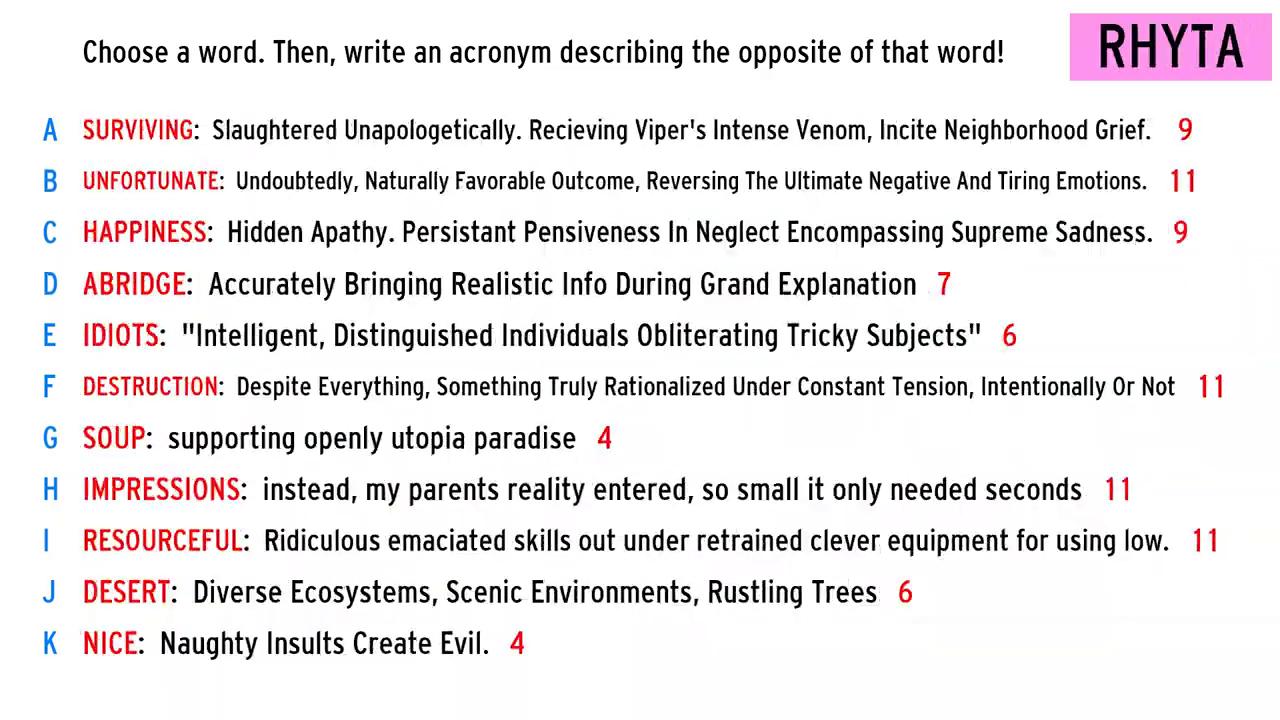 Choose a word. Then, write an acronym describing the opposite of that word!
RHYTA
A SURVIVING: Slaughtered Unapologetically. Recieving Viper's Intense Venom, Incite Neighborhood Grief. 9
B UNFORTUNATE: Undoubtedly, Naturally Favorable Outcome, Reversing The Ultimate Negative And Tiring Emotions. 11
C HAPPINESS: Hidden Apathy. Persistant Pensiveness In Neglect Encompassing Supreme Sadness. 9
D ABRIDGE: Accurately Bringing Realistic Info During Grand Explanation 7
E IDIOTS: "Intelligent, Distinguished Individuals Obliterating Tricky Subjects" 6
F DESTRUCTION: Despite Everything, Something Truly Rationalized Under Constant Tension, Intentionally Or Not 11
G SOUP: supporting openly utopia paradise 4
H IMPRESSIONS: instead, my parents reality entered, so small it only needed seconds 11
I RESOURCEFUL: Ridiculous emaciated skills out under retrained clever equipment for using low. 11
J DESERT: Diverse Ecosystems, Scenic Environments, Rustling Trees 6
K NICE: Naughty Insults Create Evil. 4